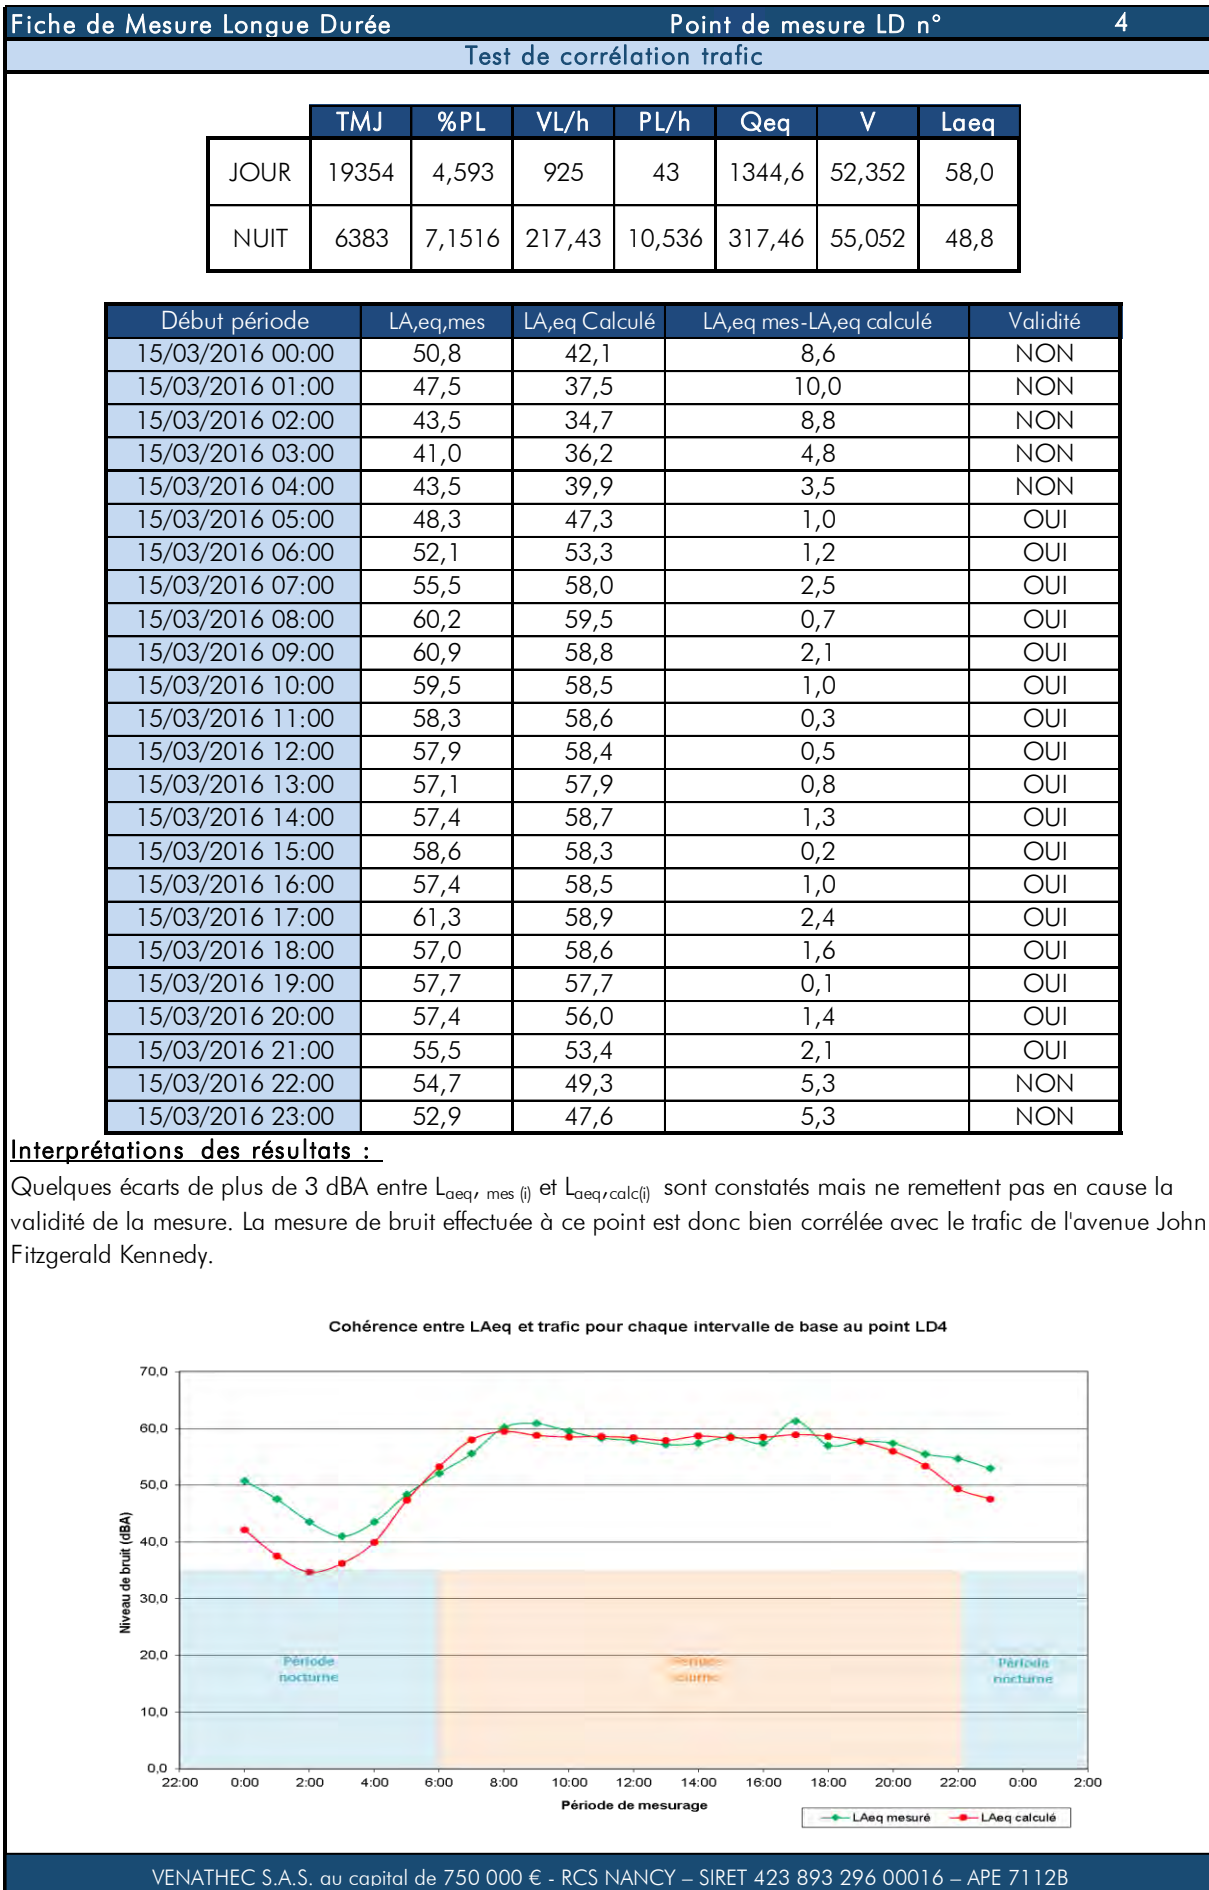 Fiche de Mesure Longue Durée Point de mesure LD n° 4
Test de corrélation trafic
TMJ %PL VL/h PL/h Qeq V Laeq
JOUR 19354 4,593 925 43 1344,6 52,352 58,0
NUIT 6383 7,1516 217,43 10,536 317,46 55,052 48,8
Début période LA,eq,mes LA,eq Calculé LA,eq mes-LA,eq calculé Validité
15/03/2016 00:00 50,8 42,1 8,6 NON
15/03/2016 01:00 47,5 37,5 10,0 NON
15/03/2016 02:00 43,5 34,7 8,8 NON
15/03/2016 03:00 41,0 36,2 4,8 NON
15/03/2016 04:00 43,5 39,9 3,5 NON
15/03/2016 05:00 48,3 47,3 1,0 OUI
15/03/2016 06:00 52,1 53,3 1,2 OUI
15/03/2016 07:00 55,5 58,0 2,5 OUI
15/03/2016 08:00 60,2 59,5 0,7 OUI
15/03/2016 09:00 60,9 58,8 2,1 OUI
15/03/2016 10:00 59,5 58,5 1,0 OUI
15/03/2016 11:00 58,3 58,6 0,3 OUI
15/03/2016 12:00 57,9 58,4 0,5 OUI
15/03/2016 13:00 57,1 57,9 0,8 OUI
15/03/2016 14:00 57,4 58,7 1,3 OUI
15/03/2016 15:00 58,6 58,3 0,2 OUI
15/03/2016 16:00 57,4 58,5 1,0 OUI
15/03/2016 17:00 61,3 58,9 2,4 OUI
15/03/2016 18:00 57,0 58,6 1,6 OUI
15/03/2016 19:00 57,7 57,7 0,1 OUI
15/03/2016 20:00 57,4 56,0 1,4 OUI
15/03/2016 21:00 55,5 53,4 2,1 OUI
15/03/2016 22:00 54,7 49,3 5,3 NON
15/03/2016 23:00 52,9 47,6 5,3 NON
Interprétations des résultats :
Quelques écarts de plus de 3 dBA entre Laeq, mes (i) et Laeq,calc(i) sont constatés mais ne remettent pas en cause la
validité de la mesure. La mesure de bruit effectuée à ce point est donc bien corrélée avec le trafic de l'avenue John
Fitzgerald Kennedy.
Cohérence entre LAeq et trafic pour chaque intervalle de base au point LD4
70,0
60,0
50,0
40,0
30,0
20,0
10,0
0,0
Niveau de bruit (dBA)
Période
nocturne
Période
diurne
Période
nocturne
22:00 0:00 2:00 4:00 6:00 8:00 10:00 12:00 14:00 16:00 18:00 20:00 22:00 0:00 2:00
Période de mesurage
LAeq mesuré LAeq calculé
VENATHEC S.A.S. au capital de 750 000 € - RCS NANCY – SIRET 423 893 296 00016 – APE 7112B